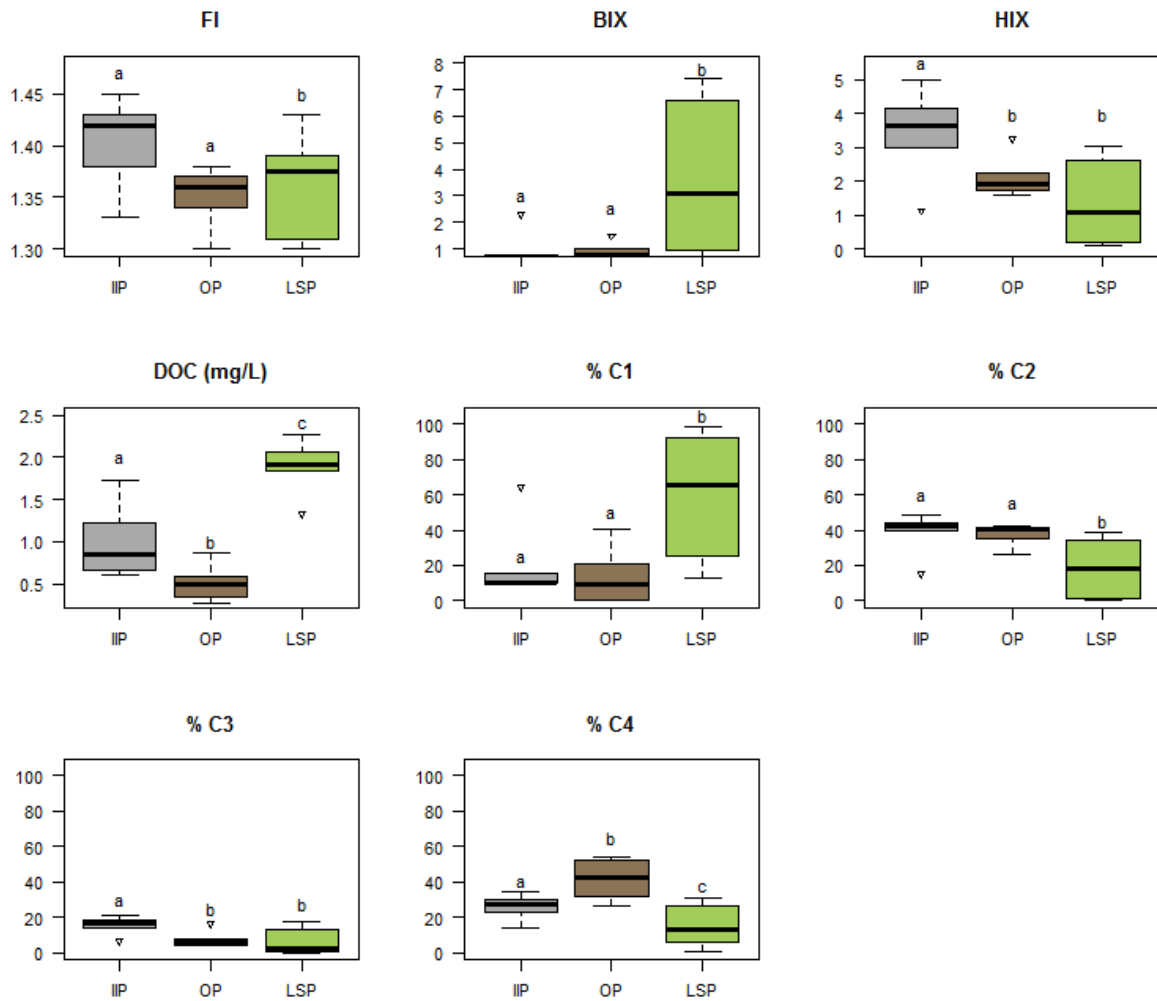 FI
BIX
HIX
1.45
1.40
1.35
1.30
a
a
b
IIP
OP
LSP
8
7
6
5
4
3
2
1
a
a
b
IIP
OP
LSP
5
4
3
2
1
0
a
b
b
IIP
OP
LSP
DOC (mg/L)
% C1
% C2
2.5
2.0
1.5
1.0
0.5
a
b
c
IIP
OP
LSP
100
80
60
40
20
0
a
a
b
IIP
OP
LSP
100
80
60
40
20
0
a
a
b
IIP
OP
LSP
% C3
% C4
100
80
60
40
20
0
a
b
b
IIP
OP
LSP
100
80
60
40
20
0
a
b
c
IIP
OP
LSP